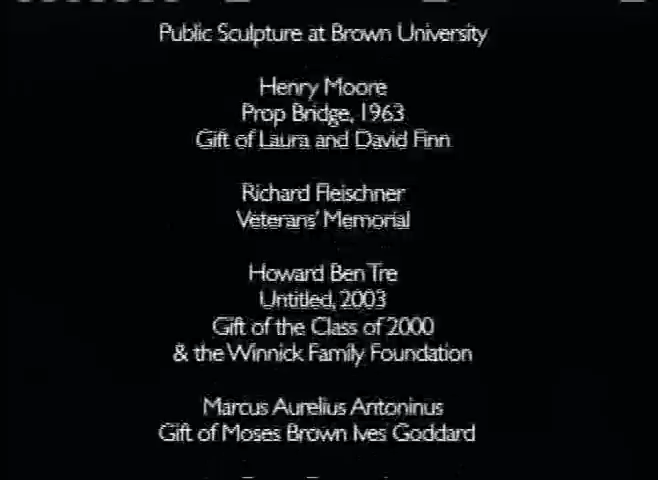 Public Sculpture at Brown University
Henry Moore
Prop Bridge, 1963
Gift of Laura and David Finn
Richard Fleischner
Veterans' Memorial
Howard Ben Tre
Untitled, 2003
Gift of the Class of 2000
& the Winnick Family Foundation
Marcus Aurelius Antoninus
Gift of Moses Brown Ives Goddard